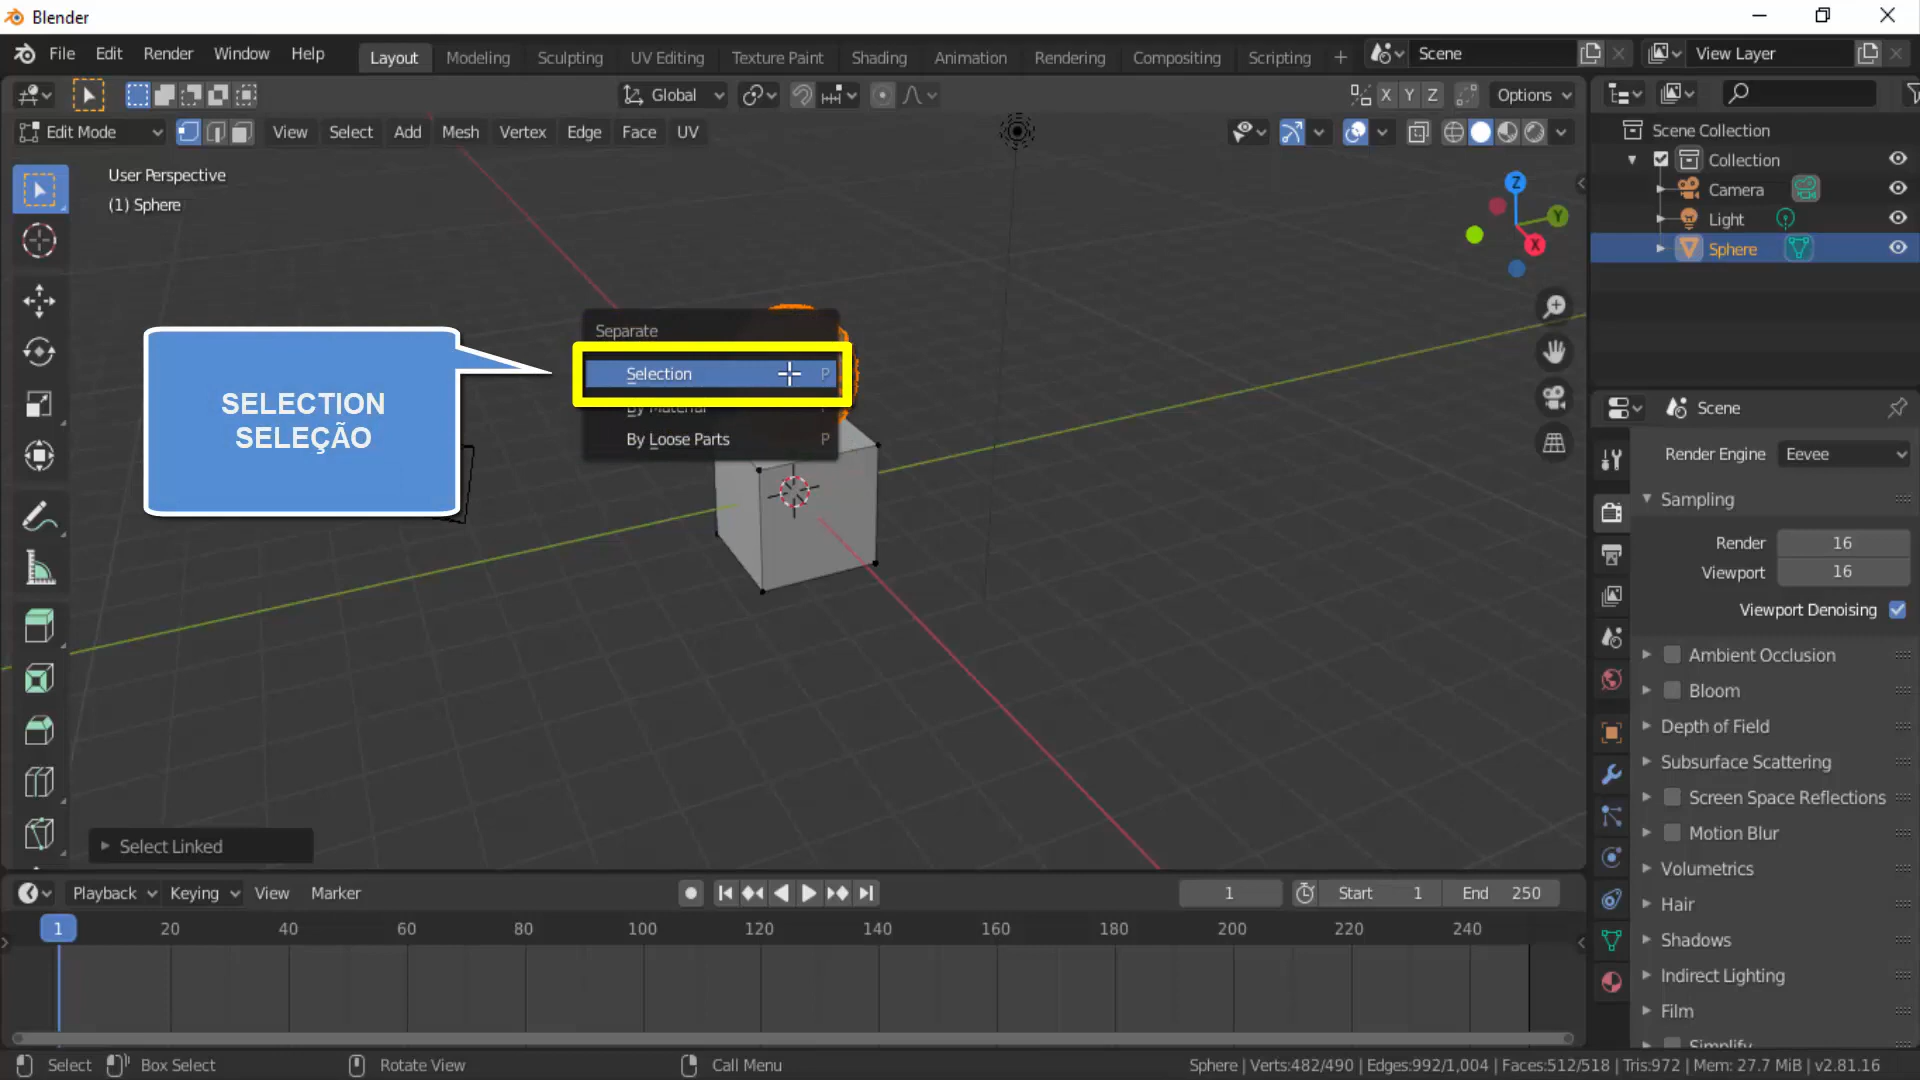 Blender
File Edit Render Window Help
Layout Modeling Sculpting UV Editing Texture Paint Shading Animation Rendering Compositing Scripting +
Scene
View Layer
Global
X Y Z
Options
Edit Mode
View Select Add Mesh Vertex Edge Face UV
User Perspective
(1) Sphere
Z
Y
X
Separate
Selection P
By Material P
By Loose Parts P
SELECTION
SELEÇÃO
Select Linked
Scene Collection
Collection
Camera
Light
Sphere
Scene
Render Engine Eevee
Sampling
Render 16
Viewport 16
Viewport Denoising
Ambient Occlusion
Bloom
Depth of Field
Subsurface Scattering
Screen Space Reflections
Motion Blur
Volumetrics
Hair
Shadows
Indirect Lighting
Film
Simplify
Playback Keying View Marker
1
Start 1
End 250
1 20 40 60 80 100 120 140 160 180 200 220 240
Select Box Select Rotate View Call Menu
Sphere | Verts:482/490 | Edges:992/1,004 | Faces:512/518 | Tris:972 | Mem: 27.7 MiB | v2.81.16